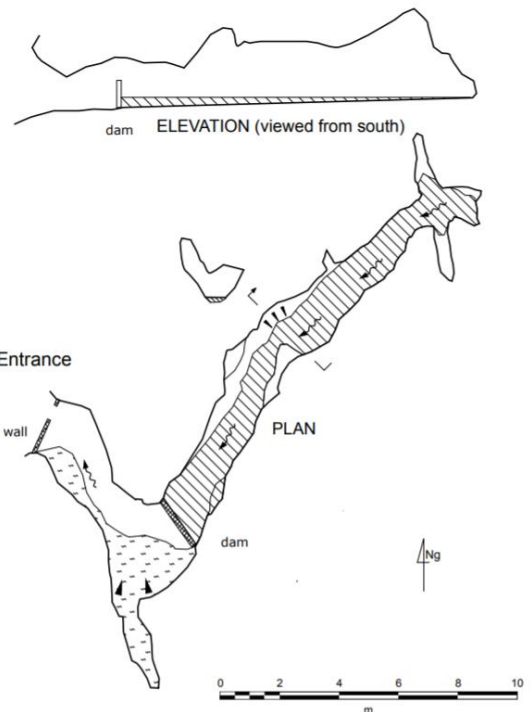 dam
ELEVATION (viewed from south)
Entrance
wall
PLAN
dam
Ng
0 2 4 6 8 10
m